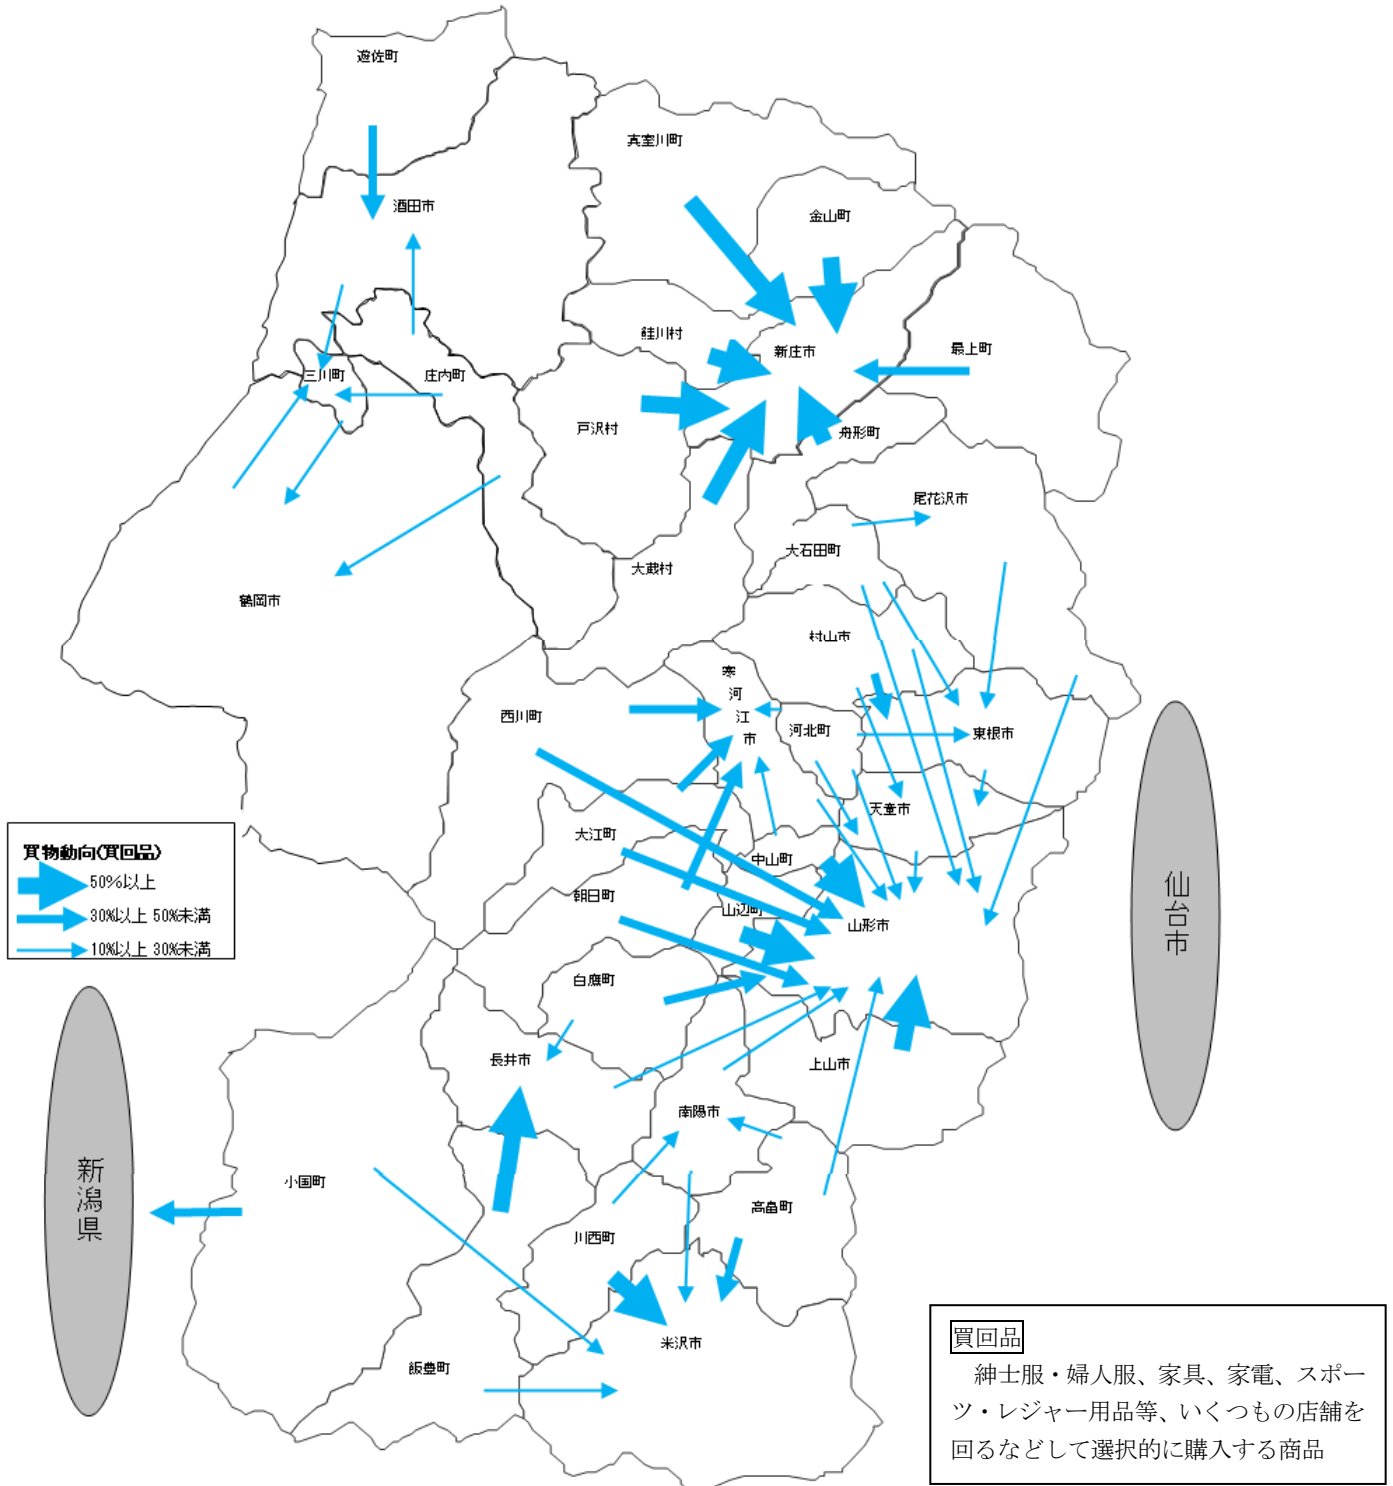 遊佐町
真室川町
酒田市
金山町
鮭川村
新庄市
最上町
三川町
庄内町
戸沢村
舟形町
尾花沢市
大石田町
大蔵村
鶴岡市
村山市
寒河江市
西川町
河北町
東根市
天童市
大江町
中山町
朝日町
山辺町
山形市
白鷹町
長井市
上山市
南陽市
小国町
高畠町
川西町
米沢市
飯豊町
仙台市
新潟県
買物動向(買回品)
50%以上
30%以上 50%未満
10%以上 30%未満
買回品
紳士服・婦人服、家具、家電、スポー
ツ・レジャー用品等、いくつもの店舗を
回るなどして選択的に購入する商品